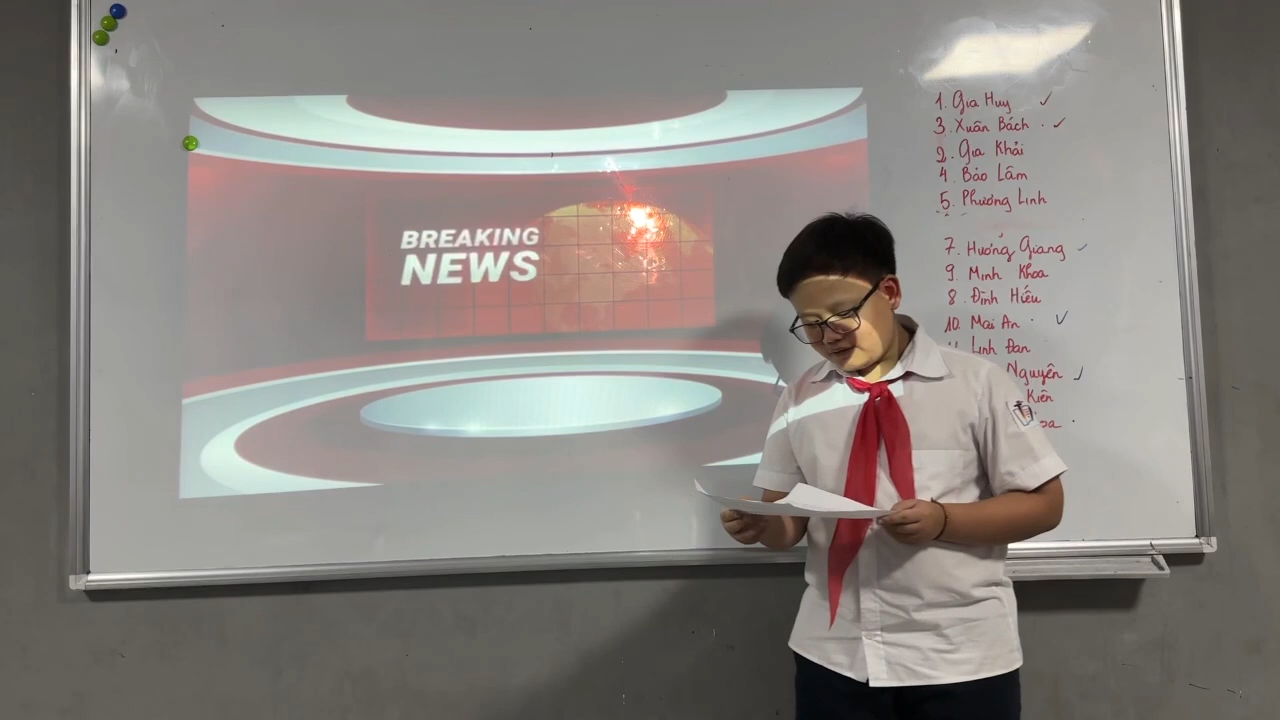 BREAKING
NEWS
1. Gia Huy ✓
3. Xuân Bách . ✓
2. Gia Khải
4. Bảo Lâm
5. Phương Linh
7. Hương Giang ✓
9. Minh Khoa
8. Đình Hiếu
10. Mai An . ✓
Linh Đan
Nguyên ✓
Kiên